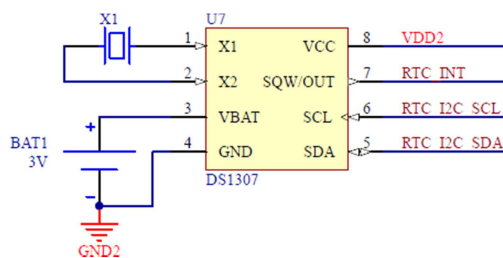 X1
U7
1 X1 VCC 8 VDD2
2 X2 SQW/OUT 7 RTC_INT
3 VBAT SCL 6 RTC_I2C_SCL
4 GND SDA 5 RTC_I2C_SDA
DS1307
+
BAT1
3V
-
GND2